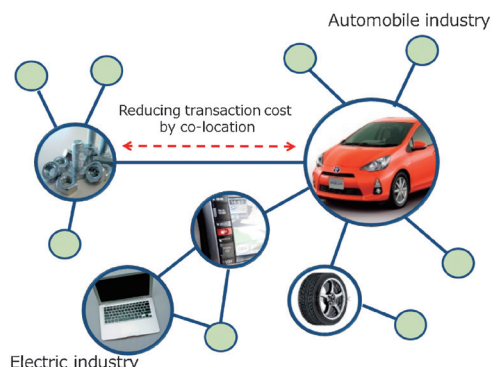 Automobile industry
Reducing transaction cost
by co-location
Electric industry